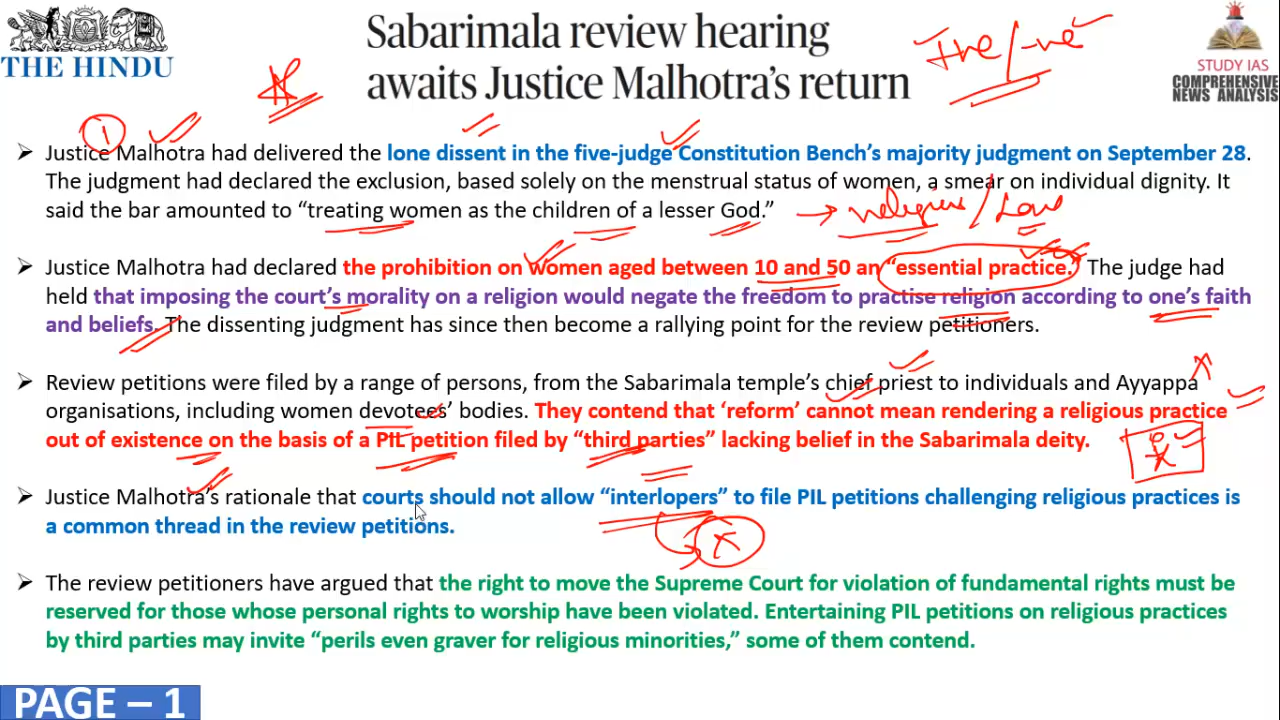 THE HINDU
Sabarimala review hearing
awaits Justice Malhotra's return
+ve/-ve
STUDY IAS
COMPREHENSIVE
NEWS ANALYSIS
1
➢ Justice Malhotra had delivered the lone dissent in the five-judge Constitution Bench's majority judgment on September 28.
The judgment had declared the exclusion, based solely on the menstrual status of women, a smear on individual dignity. It
said the bar amounted to “treating women as the children of a lesser God.”
➢ Justice Malhotra had declared the prohibition on women aged between 10 and 50 an “essential practice.” The judge had
held that imposing the court's morality on a religion would negate the freedom to practise religion according to one's faith
and beliefs. The dissenting judgment has since then become a rallying point for the review petitioners.
➢ Review petitions were filed by a range of persons, from the Sabarimala temple's chief priest to individuals and Ayyappa
organisations, including women devotees' bodies. They contend that ‘reform’ cannot mean rendering a religious practice
out of existence on the basis of a PIL petition filed by “third parties” lacking belief in the Sabarimala deity.
➢ Justice Malhotra's rationale that courts should not allow “interlopers” to file PIL petitions challenging religious practices is
a common thread in the review petitions.
➢ The review petitioners have argued that the right to move the Supreme Court for violation of fundamental rights must be
reserved for those whose personal rights to worship have been violated. Entertaining PIL petitions on religious practices
by third parties may invite “perils even graver for religious minorities,” some of them contend.
PAGE – 1